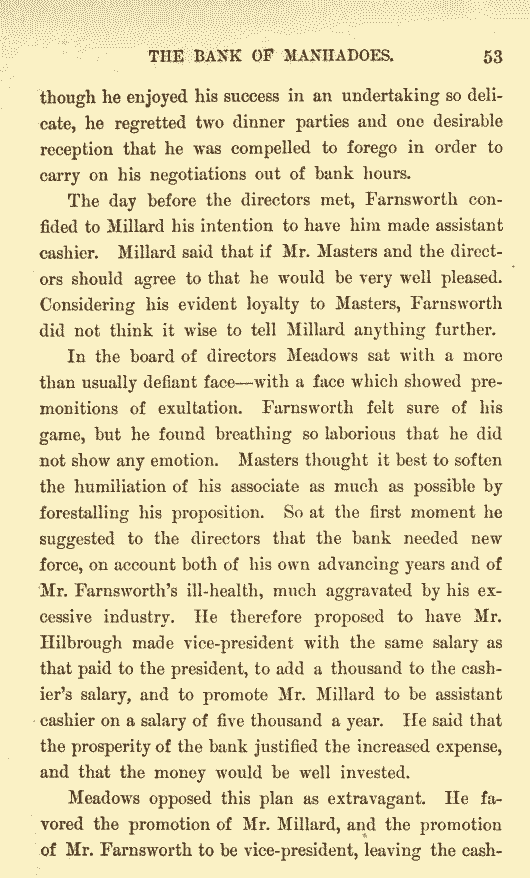 THE BANK OF MANHADOES. 53
though he enjoyed his success in an undertaking so deli-
cate, he regretted two dinner parties and one desirable
reception that he was compelled to forego in order to
carry on his negotiations out of bank hours.
The day before the directors met, Farnsworth con-
fided to Millard his intention to have him made assistant
cashier. Millard said that if Mr. Masters and the direct-
ors should agree to that he would be very well pleased.
Considering his evident loyalty to Masters, Farnsworth
did not think it wise to tell Millard anything further.
In the board of directors Meadows sat with a more
than usually defiant face—with a face which showed pre-
monitions of exultation. Farnsworth felt sure of his
game, but he found breathing so laborious that he did
not show any emotion. Masters thought it best to soften
the humiliation of his associate as much as possible by
forestalling his proposition. So at the first moment he
suggested to the directors that the bank needed new
force, on account both of his own advancing years and of
Mr. Farnsworth's ill-health, much aggravated by his ex-
cessive industry. He therefore proposed to have Mr.
Hilbrough made vice-president with the same salary as
that paid to the president, to add a thousand to the cash-
ier's salary, and to promote Mr. Millard to be assistant
cashier on a salary of five thousand a year. He said that
the prosperity of the bank justified the increased expense,
and that the money would be well invested.
Meadows opposed this plan as extravagant. He fa-
vored the promotion of Mr. Millard, and the promotion
of Mr. Farnsworth to be vice-president, leaving the cash-